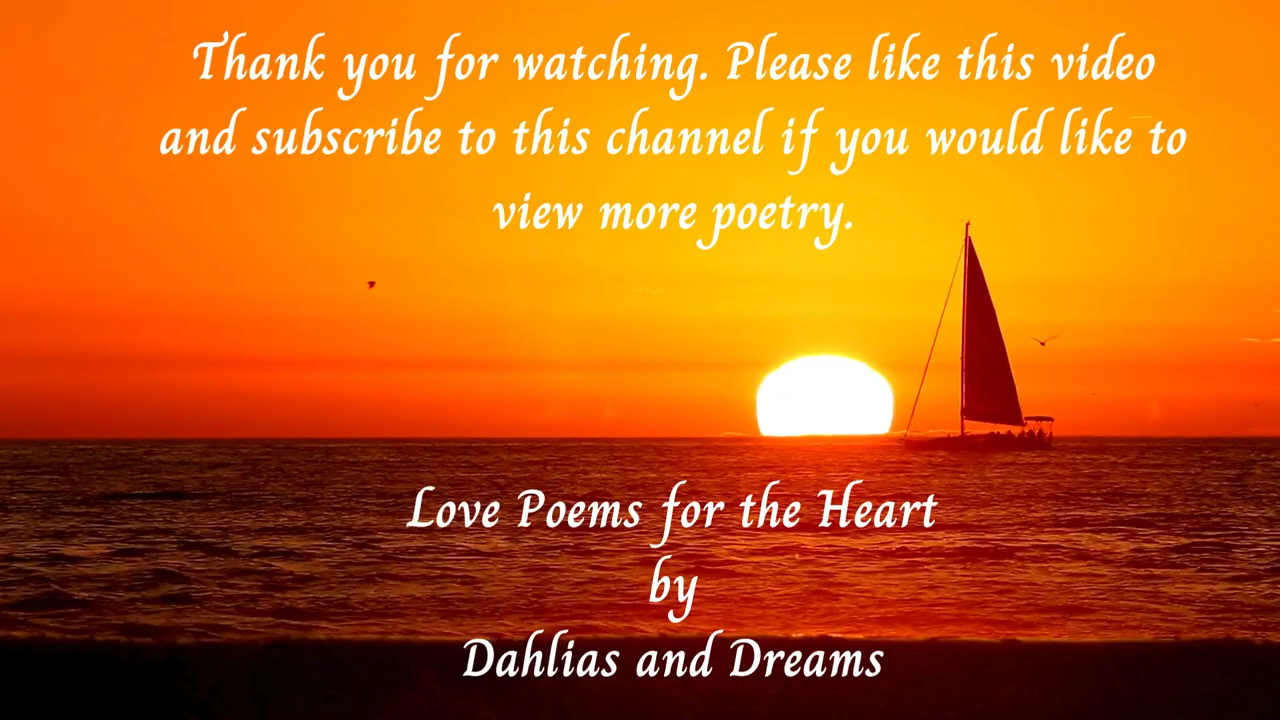 Thank you for watching. Please like this video
and subscribe to this channel if you would like to
view more poetry.
Love Poems for the Heart
by
Dahlias and Dreams